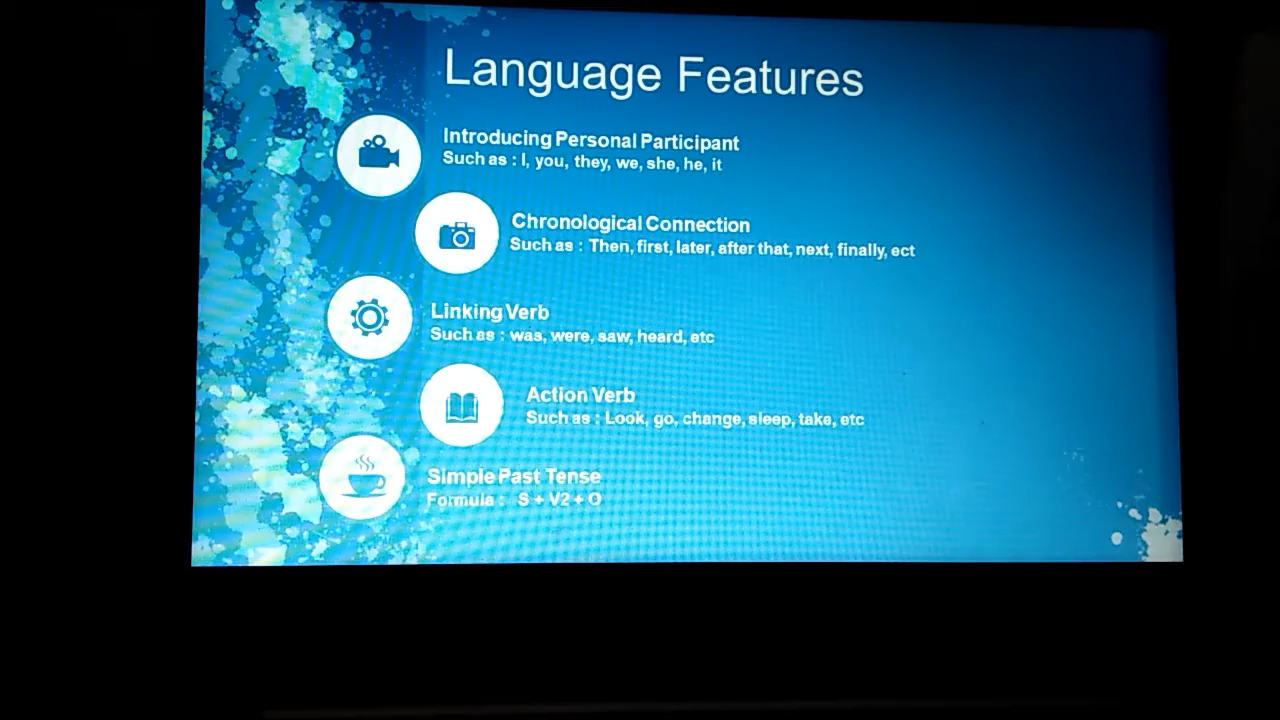 Language Features
Introducing Personal Participant
Such as : I, you, they, we, she, he, it
Chronological Connection
Such as : Then, first, later, after that, next, finally, ect
Linking Verb
Such as : was, were, saw, heard, etc
Action Verb
Such as : Look, go, change, sleep, take, etc
Simple Past Tense
Formula : S + V2 + O